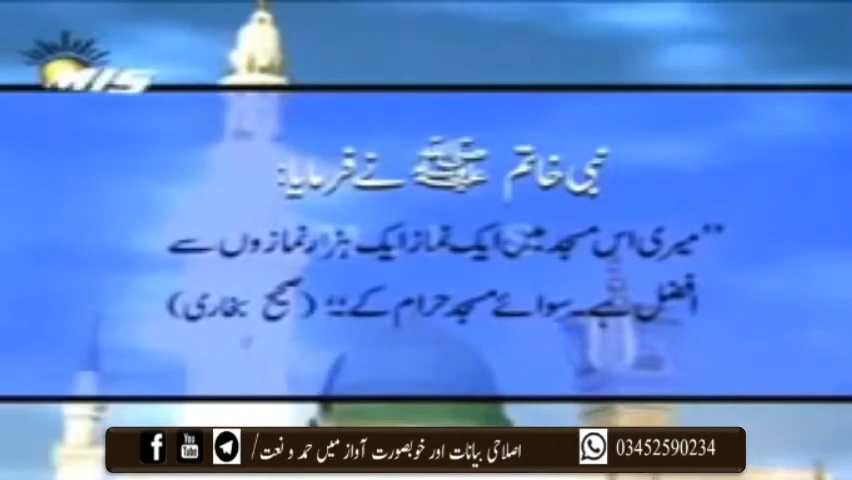 MTS
نبی خاتم ﷺ نے فرمایا:
”میری اس مسجد میں ایک نماز ایک ہزار نمازوں سے
افضل ہے۔ سوائے مسجد حرام کے“ (صحیح بخاری)
اصلاحی بیانات اور خوبصورت آواز میں حمد و نعت/
03452590234